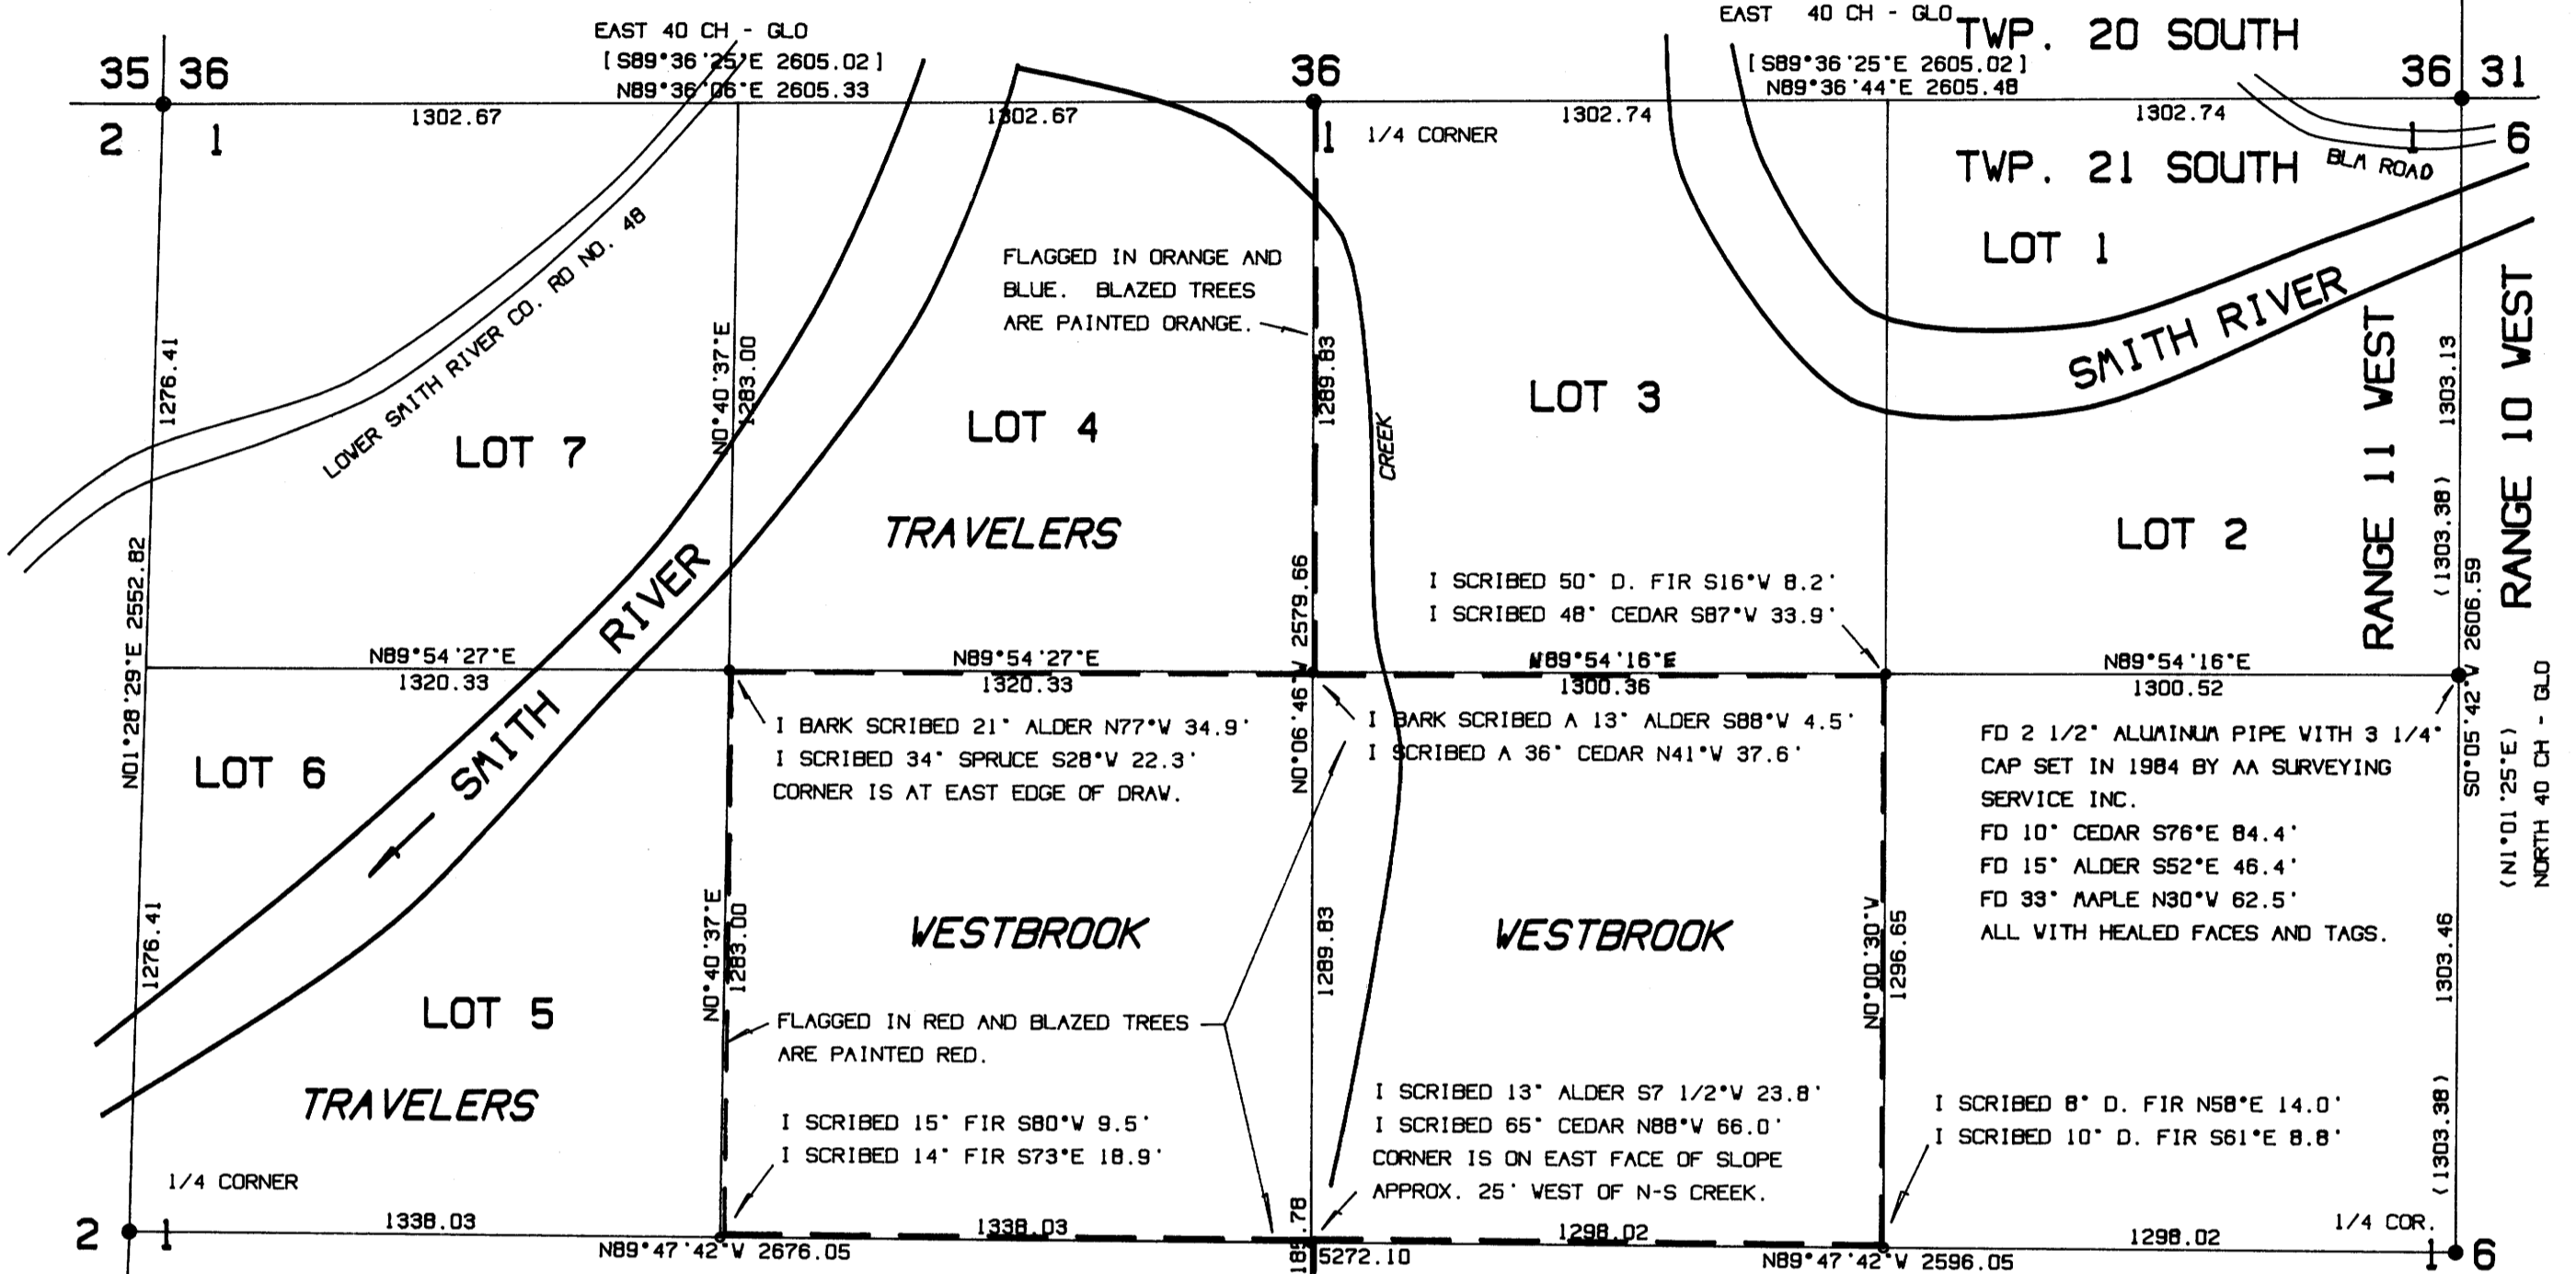 EAST 40 CH - GLO
[S89°36'25"E 2605.02]
N89°36'06"E 2605.33
EAST 40 CH - GLO
[S89°36'25"E 2605.02]
N89°36'44"E 2605.48
TWP. 20 SOUTH
35 36
36
36 31
1302.67
1302.67
1302.74
1302.74
2 1
1
1/4 CORNER
1 6
BLM ROAD
TWP. 21 SOUTH
LOT 1
LOWER SMITH RIVER CO. RD NO. 48
FLAGGED IN ORANGE AND
BLUE. BLAZED TREES
ARE PAINTED ORANGE.
SMITH RIVER
RANGE 11 WEST
RANGE 10 WEST
1276.41
N0°40'37"E
1283.00
1289.83
1303.13
(1303.38)
LOT 7
LOT 4
CREEK
LOT 3
LOT 2
TRAVELERS
N01°28'29"E 2552.82
SMITH RIVER
N0°06'46"W 2579.66
I SCRIBED 50" D. FIR S16°W 8.2'
I SCRIBED 48" CEDAR S87°W 33.9'
S0°05'42"W 2606.59
(N1°01'25"E)
NORTH 40 CH - GLO
N89°54'27"E
1320.33
N89°54'27"E
1320.33
N89°54'16"E
1300.36
N89°54'16"E
1300.52
LOT 6
I BARK SCRIBED 21" ALDER N77°W 34.9'
I SCRIBED 34" SPRUCE S28°W 22.3'
CORNER IS AT EAST EDGE OF DRAW.
I BARK SCRIBED A 13" ALDER S88°W 4.5'
I SCRIBED A 36" CEDAR N41°W 37.6'
FD 2 1/2" ALUMINUM PIPE WITH 3 1/4"
CAP SET IN 1984 BY AA SURVEYING
SERVICE INC.
FD 10" CEDAR S76°E 84.4'
FD 15" ALDER S52°E 46.4'
FD 33" MAPLE N30°W 62.5'
ALL WITH HEALED FACES AND TAGS.
1276.41
N0°40'37"E
1283.00
WESTBROOK
1289.83
WESTBROOK
N0°00'30"W
1296.65
1303.46
(1303.38)
LOT 5
TRAVELERS
FLAGGED IN RED AND BLAZED TREES
ARE PAINTED RED.
I SCRIBED 15" FIR S80°W 9.5'
I SCRIBED 14" FIR S73°E 18.9'
I SCRIBED 13" ALDER S7 1/2°W 23.8'
I SCRIBED 65" CEDAR N88°W 66.0'
CORNER IS ON EAST FACE OF SLOPE
APPROX. 25' WEST OF N-S CREEK.
I SCRIBED 8" D. FIR N58°E 14.0'
I SCRIBED 10" D. FIR S61°E 8.8'
1/4 CORNER
1/4 COR.
2 1
1338.03
1338.03
1298.02
1298.02
1 6
N89°47'42"W 2676.05
5272.10
N89°47'42"W 2596.05